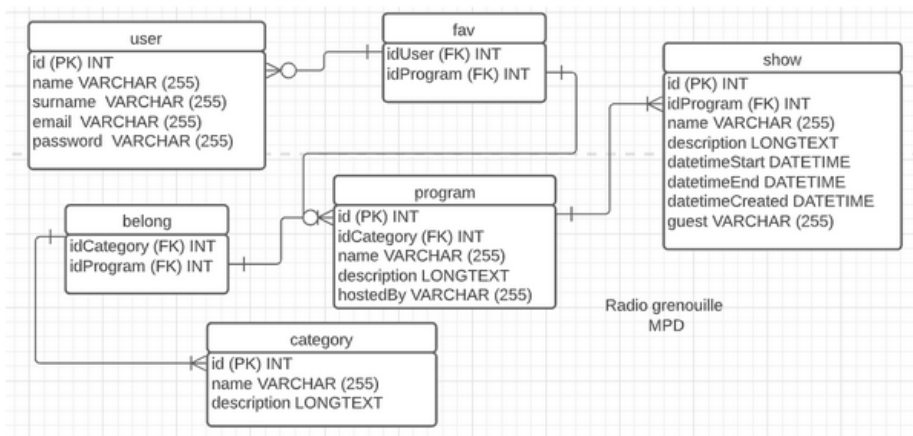 user
id (PK) INT
name VARCHAR (255)
surname VARCHAR (255)
email VARCHAR (255)
password VARCHAR (255)
fav
idUser (FK) INT
idProgram (FK) INT
show
id (PK) INT
idProgram (FK) INT
name VARCHAR (255)
description LONGTEXT
datetimeStart DATETIME
datetimeEnd DATETIME
datetimeCreated DATETIME
guest VARCHAR (255)
belong
idCategory (FK) INT
idProgram (FK) INT
program
id (PK) INT
idCategory (FK) INT
name VARCHAR (255)
description LONGTEXT
hostedBy VARCHAR (255)
category
id (PK) INT
name VARCHAR (255)
description LONGTEXT
Radio grenouille
MPD